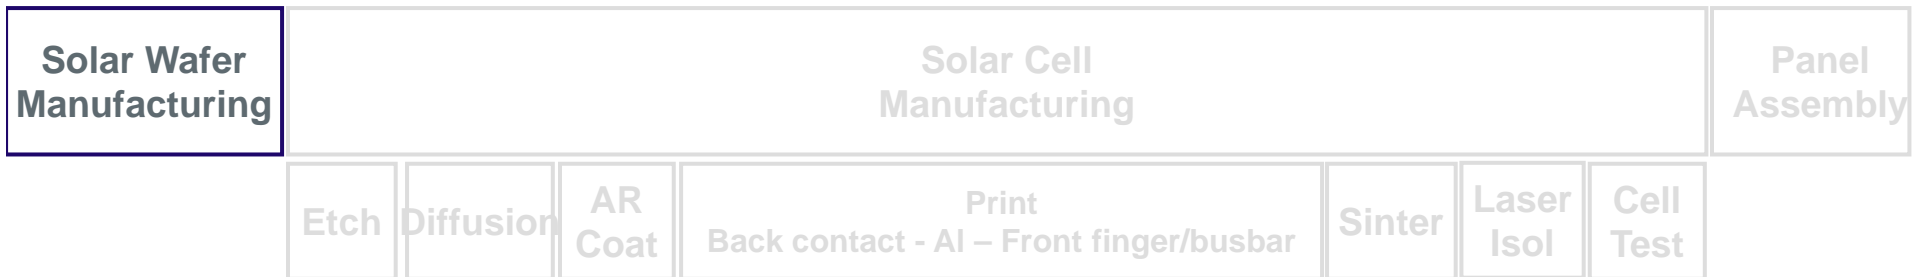 Solar Wafer
Manufacturing
Solar Cell
Manufacturing
Panel
Assembly
Etch
Diffusion
AR
Coat
Print
Back contact - Al – Front finger/busbar
Sinter
Laser
Isol
Cell
Test